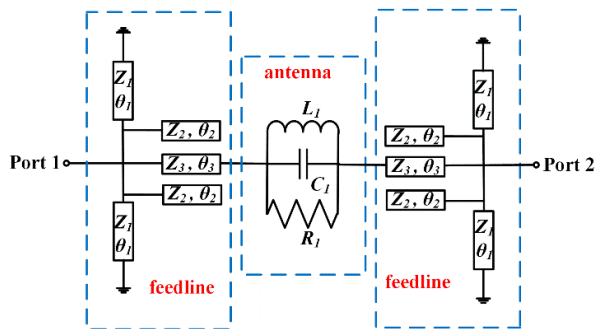 Z1
θ1
Z2, θ2
Port 1
Z3, θ3
Z2, θ2
Z1
θ1
feedline
antenna
L1
C1
R1
Z1
θ1
Z2, θ2
Z3, θ3
Port 2
Z2, θ2
Z1
θ1
feedline